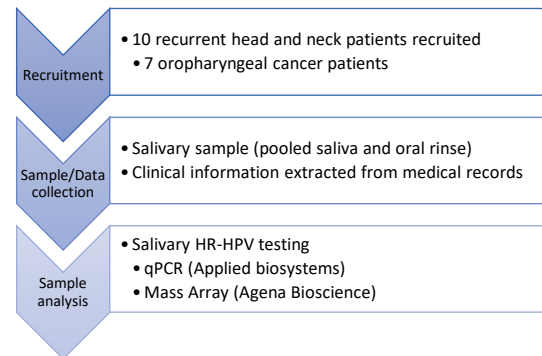 Recruitment
• 10 recurrent head and neck patients recruited
• 7 oropharyngeal cancer patients
Sample/Data
collection
• Salivary sample (pooled saliva and oral rinse)
• Clinical information extracted from medical records
Sample
analysis
• Salivary HR-HPV testing
• qPCR (Applied biosystems)
• Mass Array (Agena Bioscience)